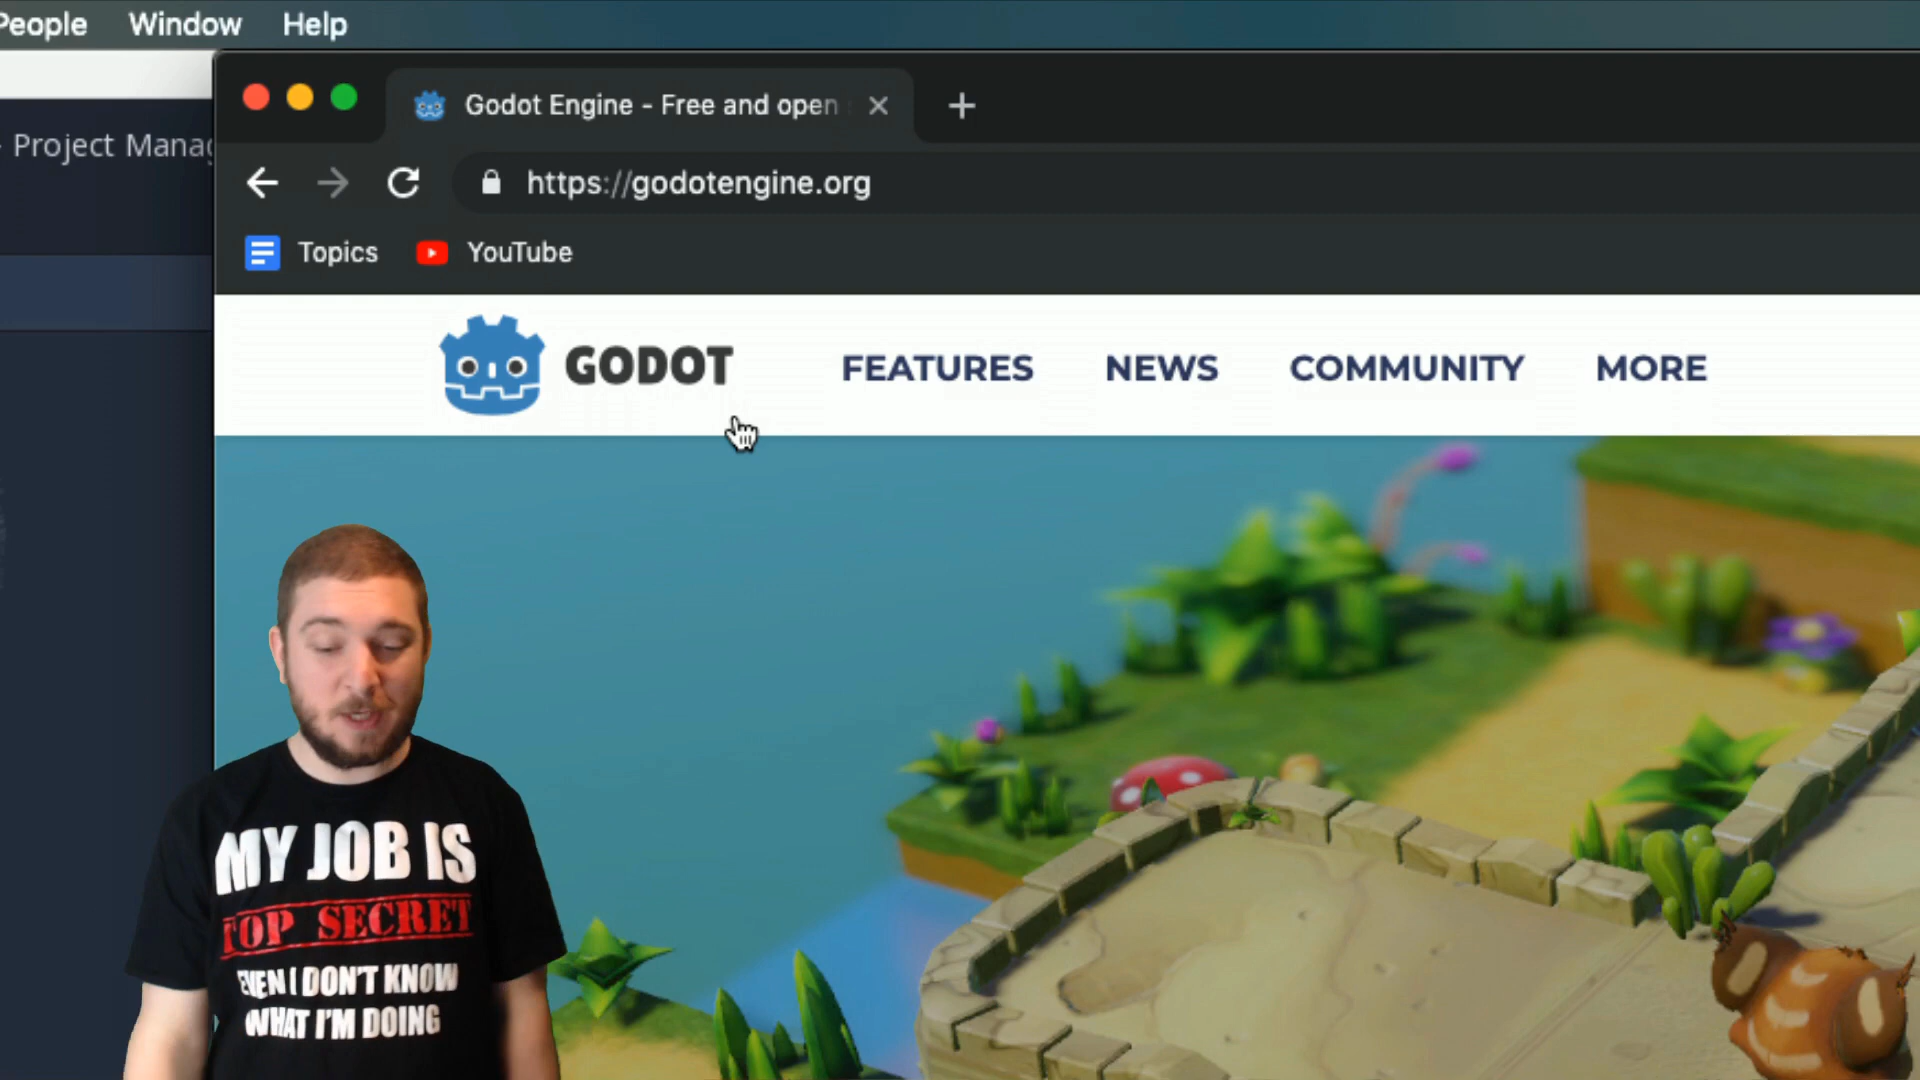 People Window Help
Godot Engine - Free and open
Project Manag
https://godotengine.org
Topics YouTube
GODOT FEATURES NEWS COMMUNITY MORE
MY JOB IS
TOP SECRET
EVEN I DON'T KNOW
WHAT I'M DOING